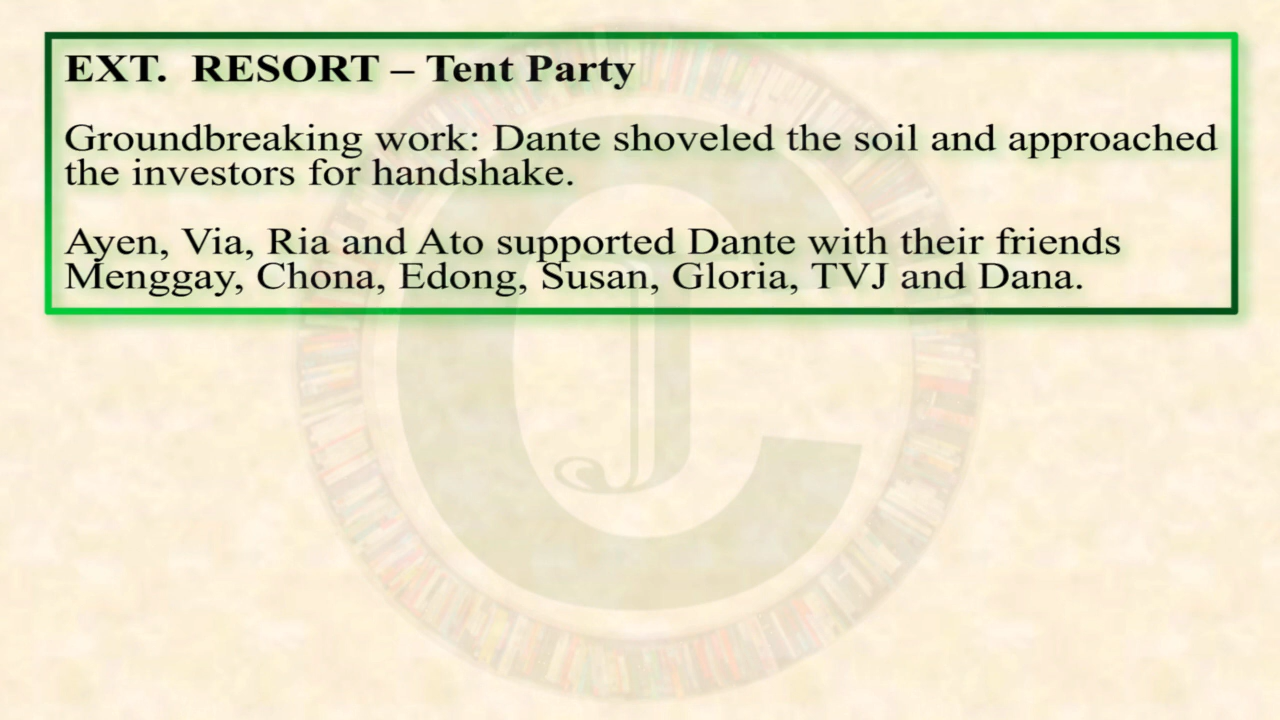 EXT.  RESORT – Tent Party
Groundbreaking work: Dante shoveled the soil and approached
the investors for handshake.
Ayen, Via, Ria and Ato supported Dante with their friends
Menggay, Chona, Edong, Susan, Gloria, TVJ and Dana.